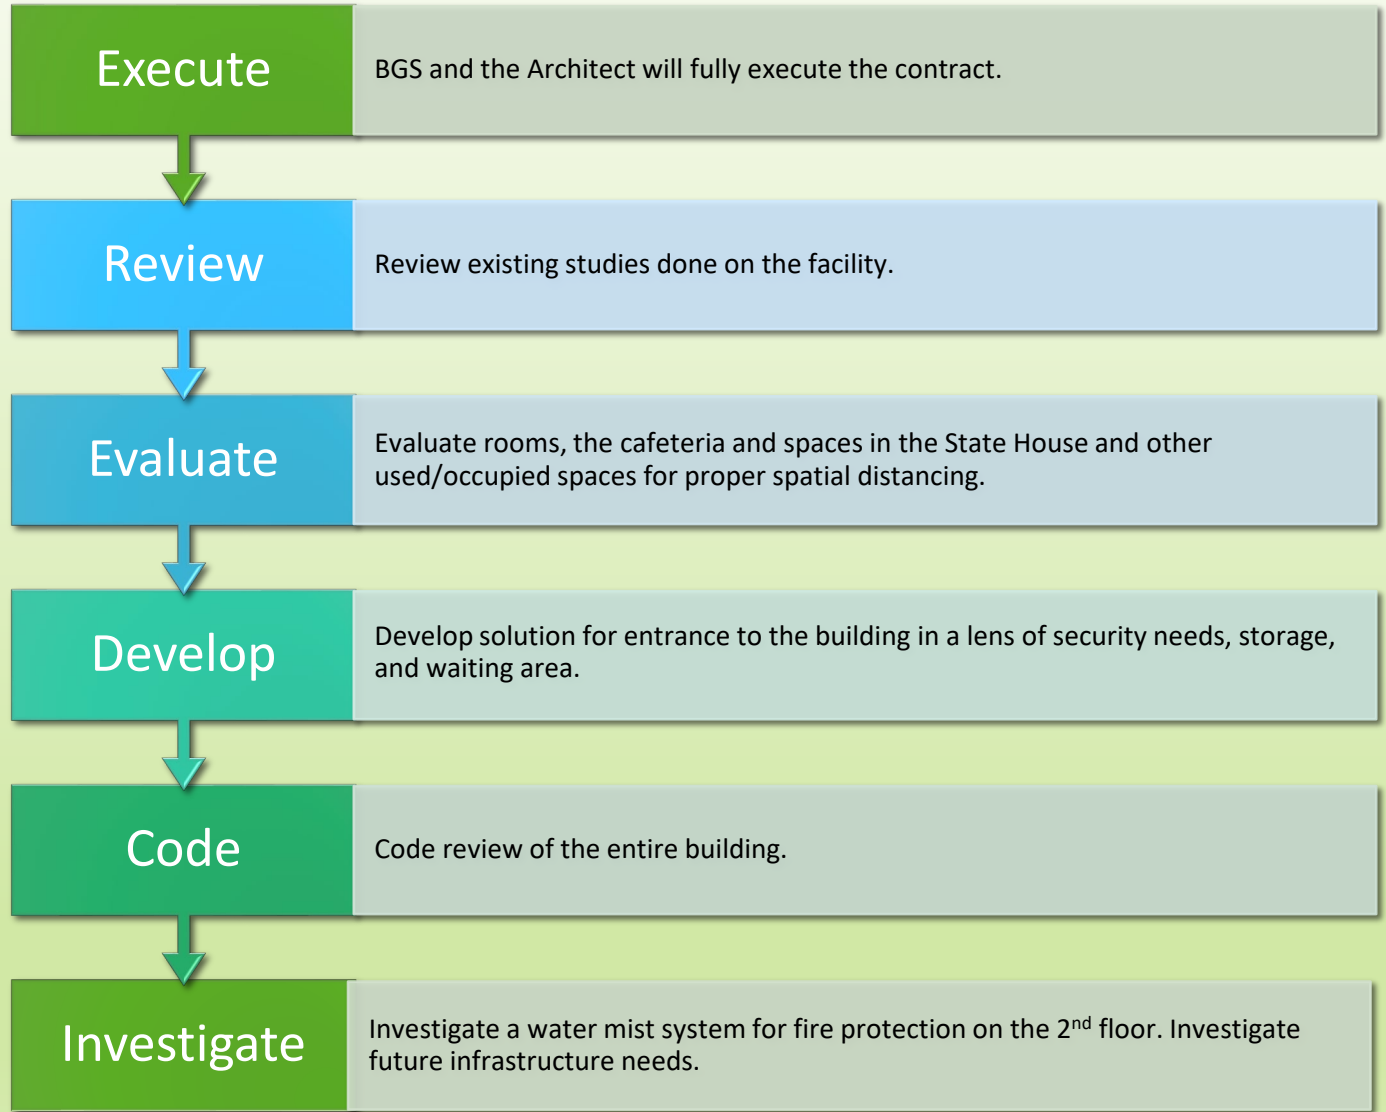 Execute
BGS and the Architect will fully execute the contract.
Review
Review existing studies done on the facility.
Evaluate
Evaluate rooms, the cafeteria and spaces in the State House and other
used/occupied spaces for proper spatial distancing.
Develop
Develop solution for entrance to the building in a lens of security needs, storage,
and waiting area.
Code
Code review of the entire building.
Investigate
Investigate a water mist system for fire protection on the 2nd floor. Investigate
future infrastructure needs.